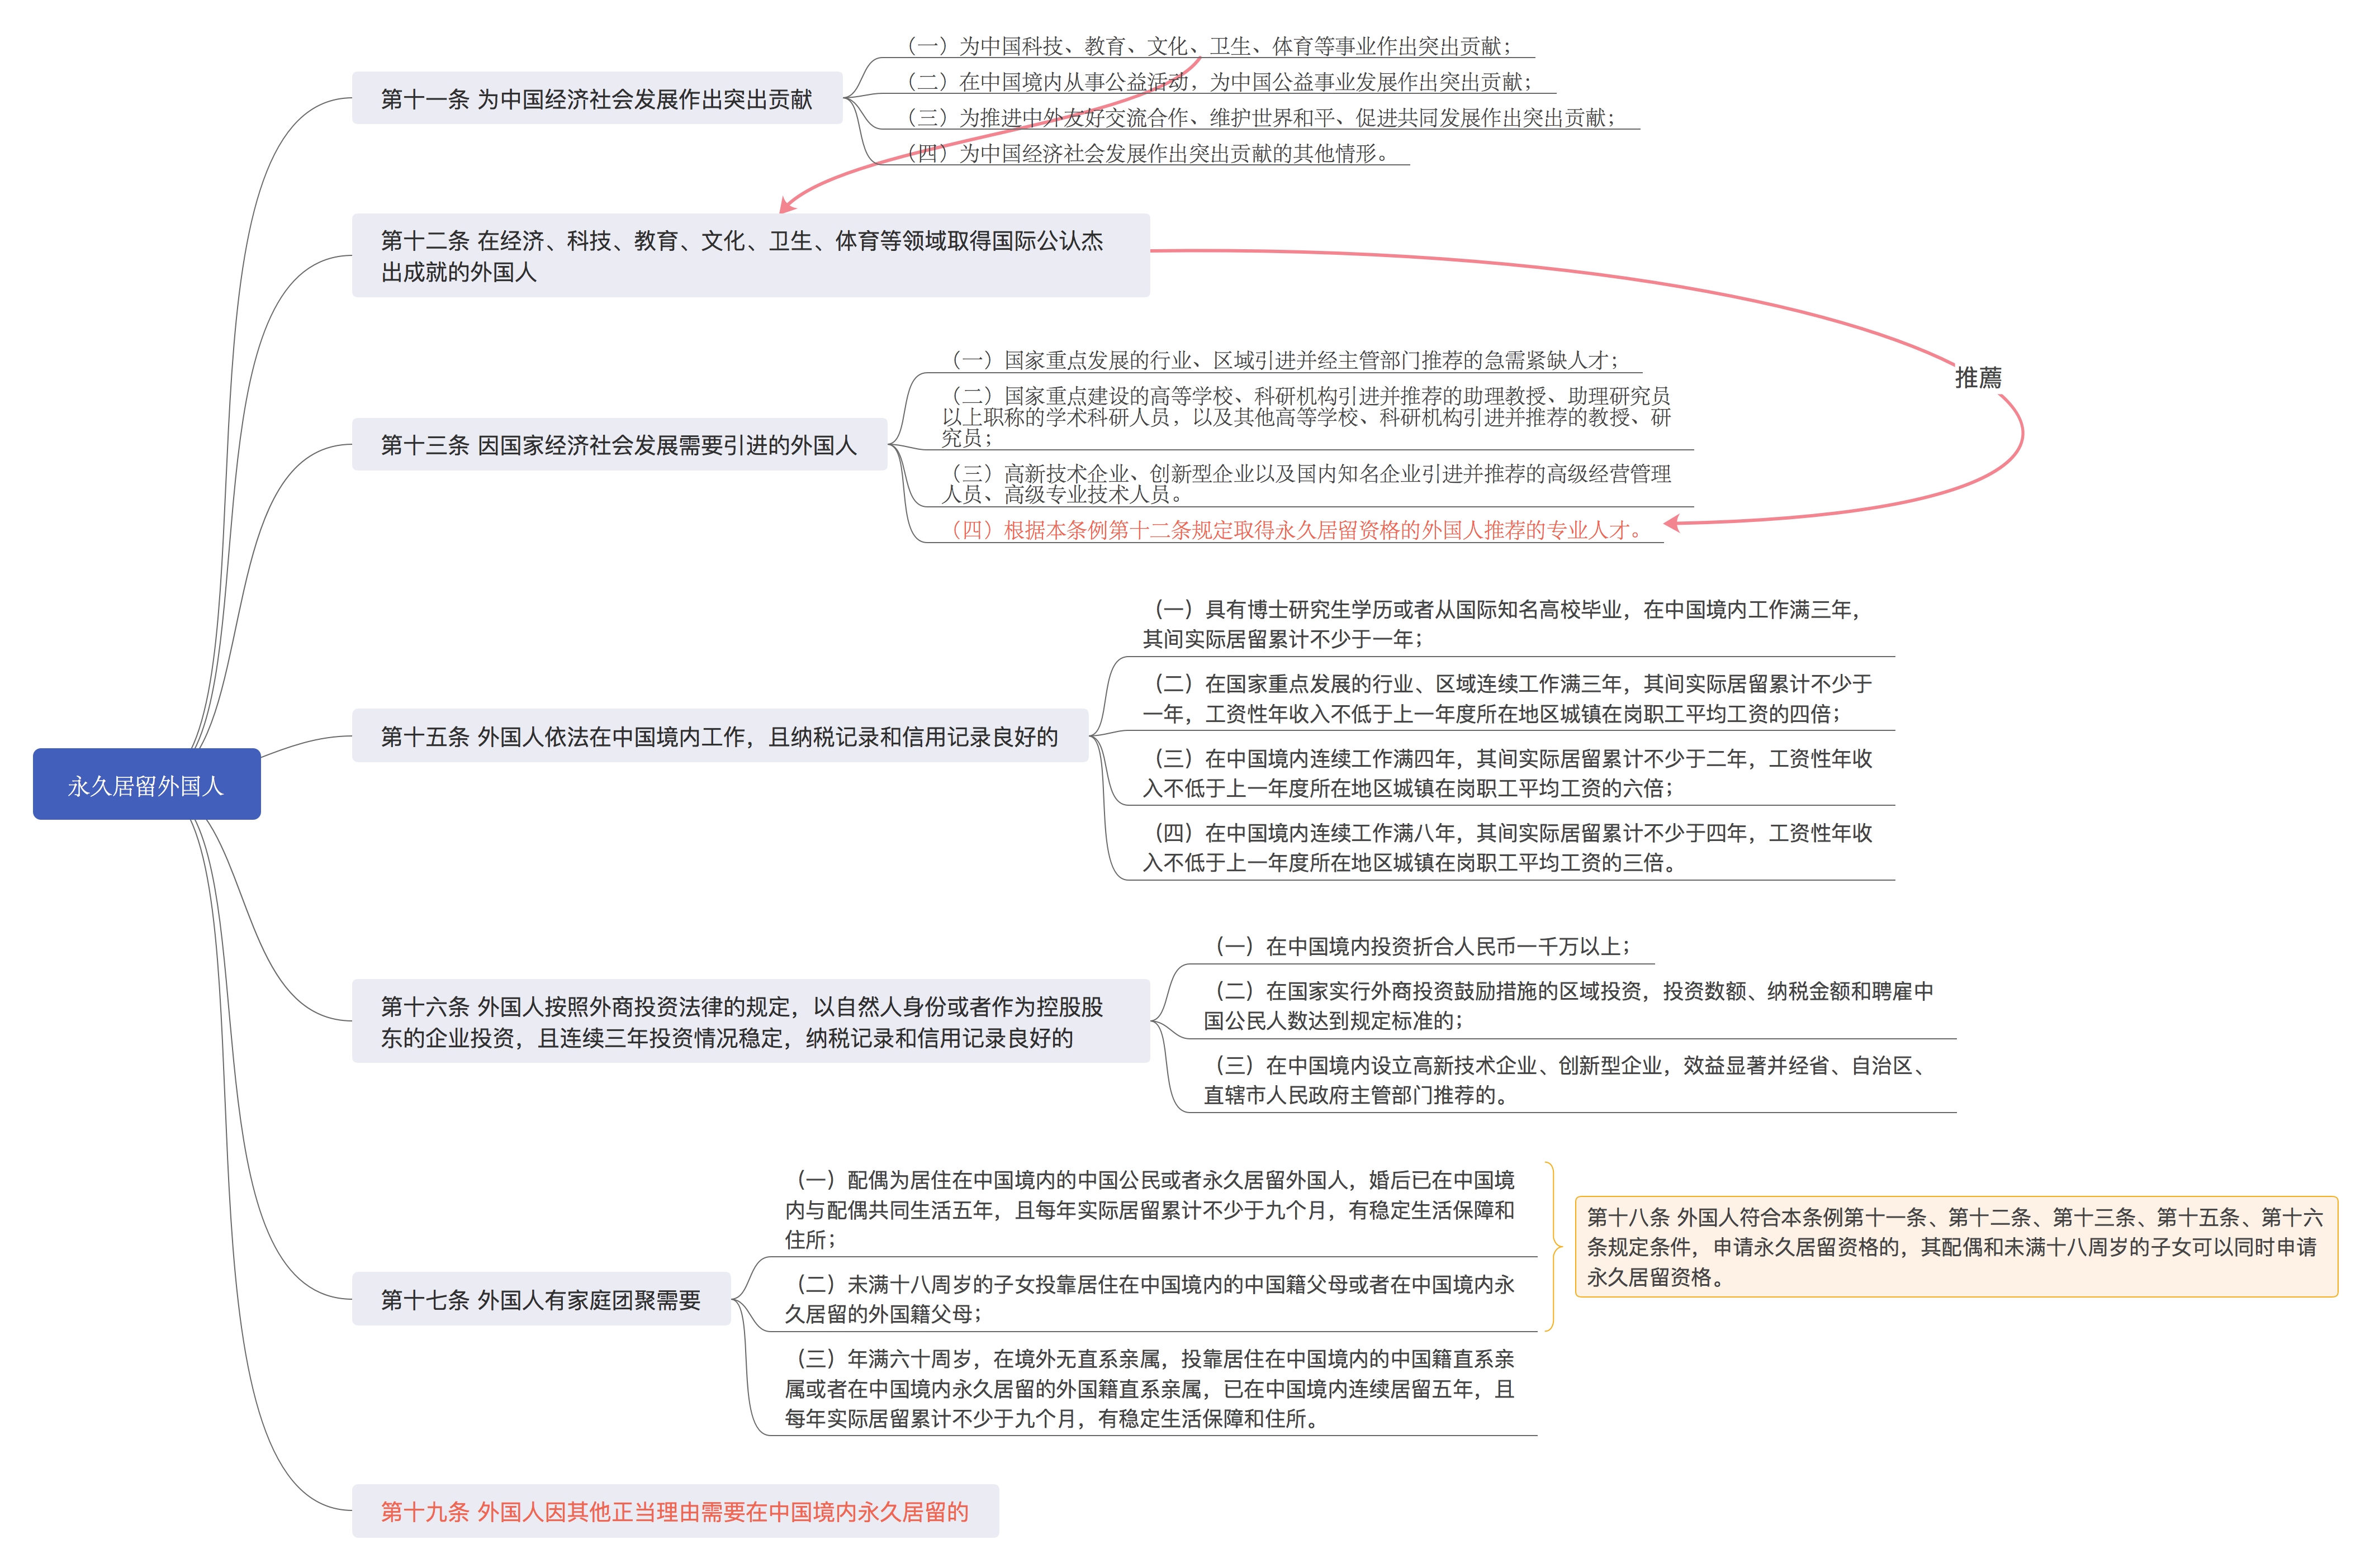 永久居留外国人
第十一条 为中国经济社会发展作出突出贡献
（一）为中国科技、教育、文化、卫生、体育等事业作出突出贡献；
（二）在中国境内从事公益活动，为中国公益事业发展作出突出贡献；
（三）为推进中外友好交流合作、维护世界和平、促进共同发展作出突出贡献；
（四）为中国经济社会发展作出突出贡献的其他情形。
第十二条 在经济、科技、教育、文化、卫生、体育等领域取得国际公认杰
出成就的外国人
推薦
第十三条 因国家经济社会发展需要引进的外国人
（一）国家重点发展的行业、区域引进并经主管部门推荐的急需紧缺人才；
（二）国家重点建设的高等学校、科研机构引进并推荐的助理教授、助理研究员
以上职称的学术科研人员，以及其他高等学校、科研机构引进并推荐的教授、研
究员；
（三）高新技术企业、创新型企业以及国内知名企业引进并推荐的高级经营管理
人员、高级专业技术人员。
（四）根据本条例第十二条规定取得永久居留资格的外国人推荐的专业人才。
第十五条 外国人依法在中国境内工作，且纳税记录和信用记录良好的
（一）具有博士研究生学历或者从国际知名高校毕业，在中国境内工作满三年，
其间实际居留累计不少于一年；
（二）在国家重点发展的行业、区域连续工作满三年，其间实际居留累计不少于
一年，工资性年收入不低于上一年度所在地区城镇在岗职工平均工资的四倍；
（三）在中国境内连续工作满四年，其间实际居留累计不少于二年，工资性年收
入不低于上一年度所在地区城镇在岗职工平均工资的六倍；
（四）在中国境内连续工作满八年，其间实际居留累计不少于四年，工资性年收
入不低于上一年度所在地区城镇在岗职工平均工资的三倍。
第十六条 外国人按照外商投资法律的规定，以自然人身份或者作为控股股
东的企业投资，且连续三年投资情况稳定，纳税记录和信用记录良好的
（一）在中国境内投资折合人民币一千万以上；
（二）在国家实行外商投资鼓励措施的区域投资，投资数额、纳税金额和聘雇中
国公民人数达到规定标准的；
（三）在中国境内设立高新技术企业、创新型企业，效益显著并经省、自治区、
直辖市人民政府主管部门推荐的。
第十七条 外国人有家庭团聚需要
（一）配偶为居住在中国境内的中国公民或者永久居留外国人，婚后已在中国境
内与配偶共同生活五年，且每年实际居留累计不少于九个月，有稳定生活保障和
住所；
（二）未满十八周岁的子女投靠居住在中国境内的中国籍父母或者在中国境内永
久居留的外国籍父母；
（三）年满六十周岁，在境外无直系亲属，投靠居住在中国境内的中国籍直系亲
属或者在中国境内永久居留的外国籍直系亲属，已在中国境内连续居留五年，且
每年实际居留累计不少于九个月，有稳定生活保障和住所。
第十八条 外国人符合本条例第十一条、第十二条、第十三条、第十五条、第十六
条规定条件，申请永久居留资格的，其配偶和未满十八周岁的子女可以同时申请
永久居留资格。
第十九条 外国人因其他正当理由需要在中国境内永久居留的